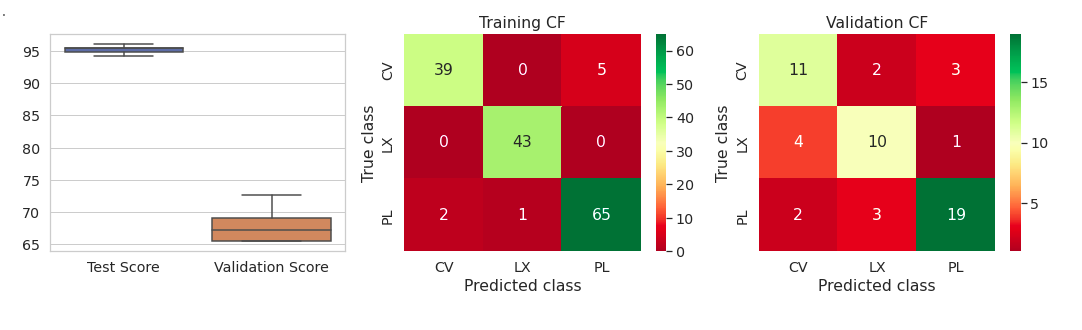 .
95
90
85
80
75
70
65
Test Score
Validation Score
Training CF
True class
CV
LX
PL
39 0 5
0 43 0
2 1 65
CV LX PL
Predicted class
60
50
40
30
20
10
0
Validation CF
True class
CV
LX
PL
11 2 3
4 10 1
2 3 19
CV LX PL
Predicted class
15
10
5